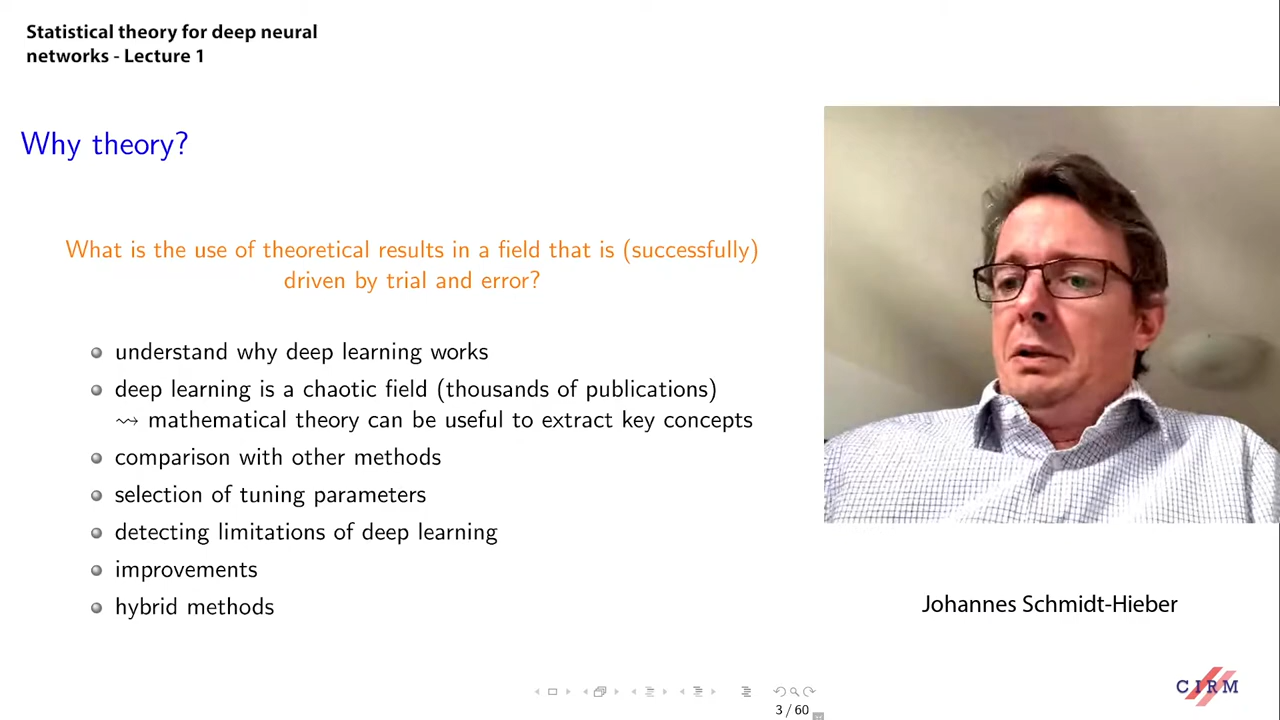 Statistical theory for deep neural
networks - Lecture 1
Why theory?
What is the use of theoretical results in a field that is (successfully)
driven by trial and error?
understand why deep learning works
deep learning is a chaotic field (thousands of publications)
⇝ mathematical theory can be useful to extract key concepts
comparison with other methods
selection of tuning parameters
detecting limitations of deep learning
improvements
hybrid methods
Johannes Schmidt-Hieber
CIRM
3 / 60